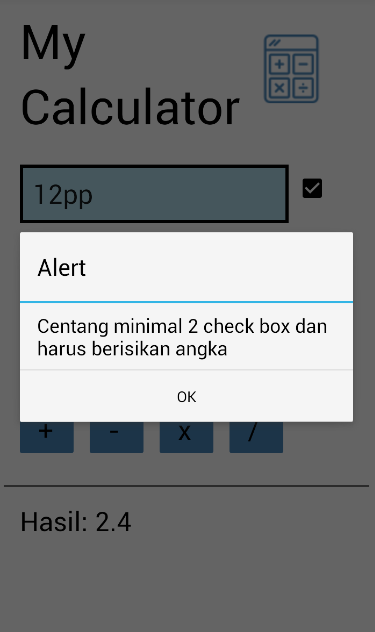 My
Calculator
12pp
Alert
Centang minimal 2 check box dan
harus berisikan angka
OK
+ - x /
Hasil: 2.4